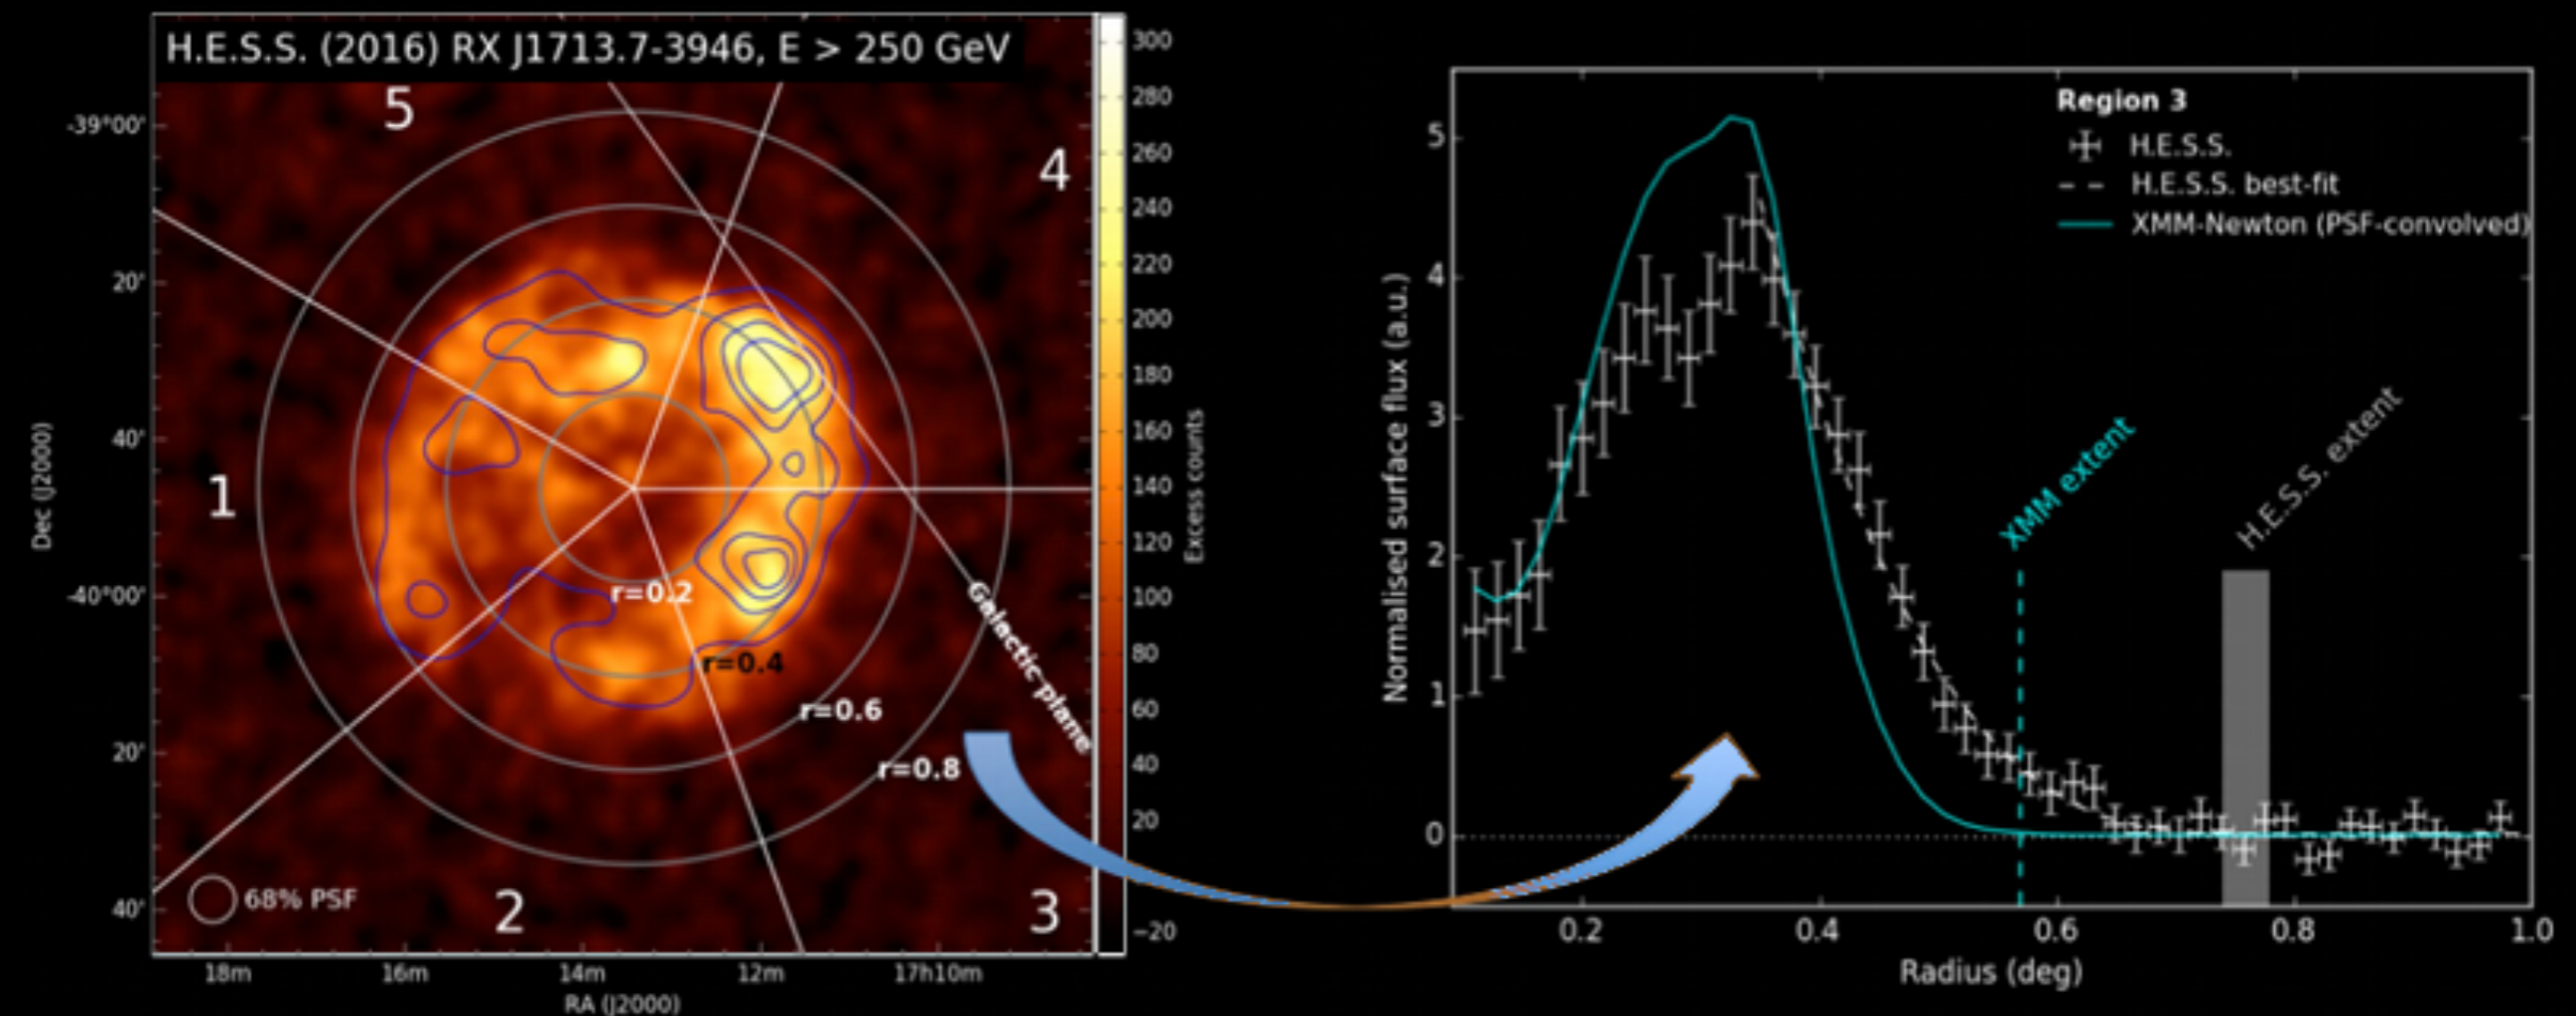 H.E.S.S. (2016) RX J1713.7-3946, E > 250 GeV
5
4
1
2
3
r=0.2
r=0.4
r=0.6
r=0.8
Galactic plane
68% PSF
-39°00'
20'
40'
-40°00'
20'
40'
Dec (J2000)
18m
16m
14m
12m
17h10m
RA (J2000)
300
280
260
240
220
200
180
160
140
120
100
80
60
40
20
−20
Excess counts
Region 3
H.E.S.S.
H.E.S.S. best-fit
XMM-Newton (PSF-convolved)
XMM extent
H.E.S.S. extent
5
4
3
2
1
0
Normalised surface flux (a.u.)
0.2
0.4
0.6
0.8
1.0
Radius (deg)